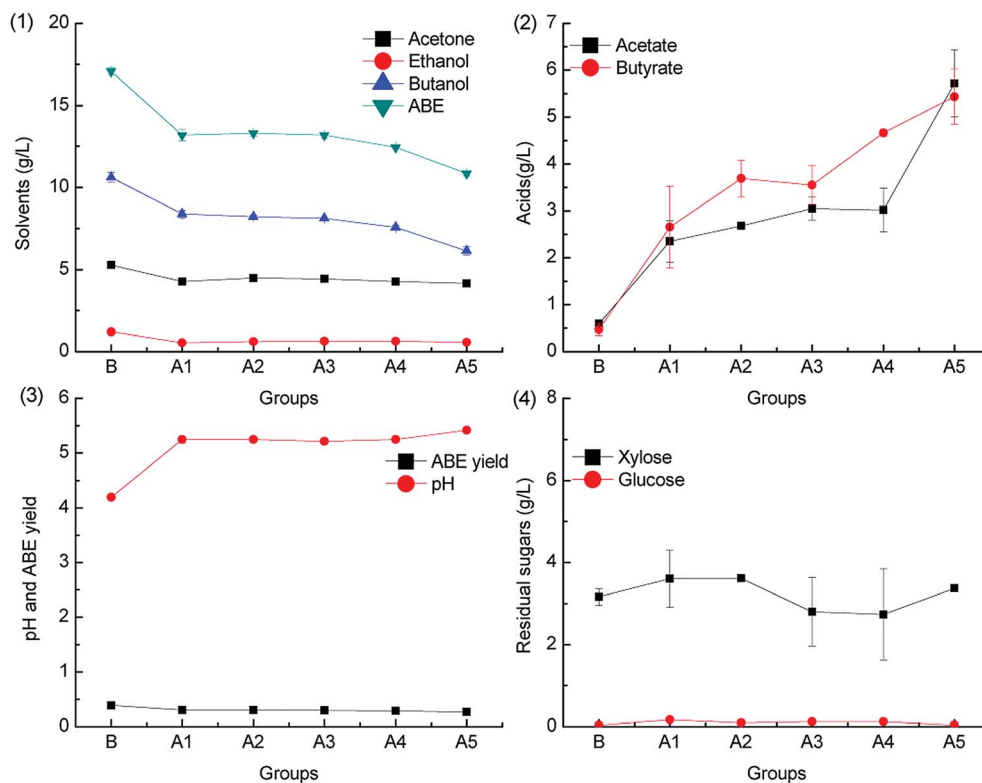 (1)
20
15
10
5
0
Solvents (g/L)
Acetone
Ethanol
Butanol
ABE
B A1 A2 A3 A4 A5
Groups
(2)
7
6
5
4
3
2
1
0
Acids(g/L)
Acetate
Butyrate
B A1 A2 A3 A4 A5
Groups
(3)
6
5
4
3
2
1
0
pH and ABE yield
ABE yield
pH
B A1 A2 A3 A4 A5
Groups
(4)
8
6
4
2
0
Residual sugars (g/L)
Xylose
Glucose
B A1 A2 A3 A4 A5
Groups